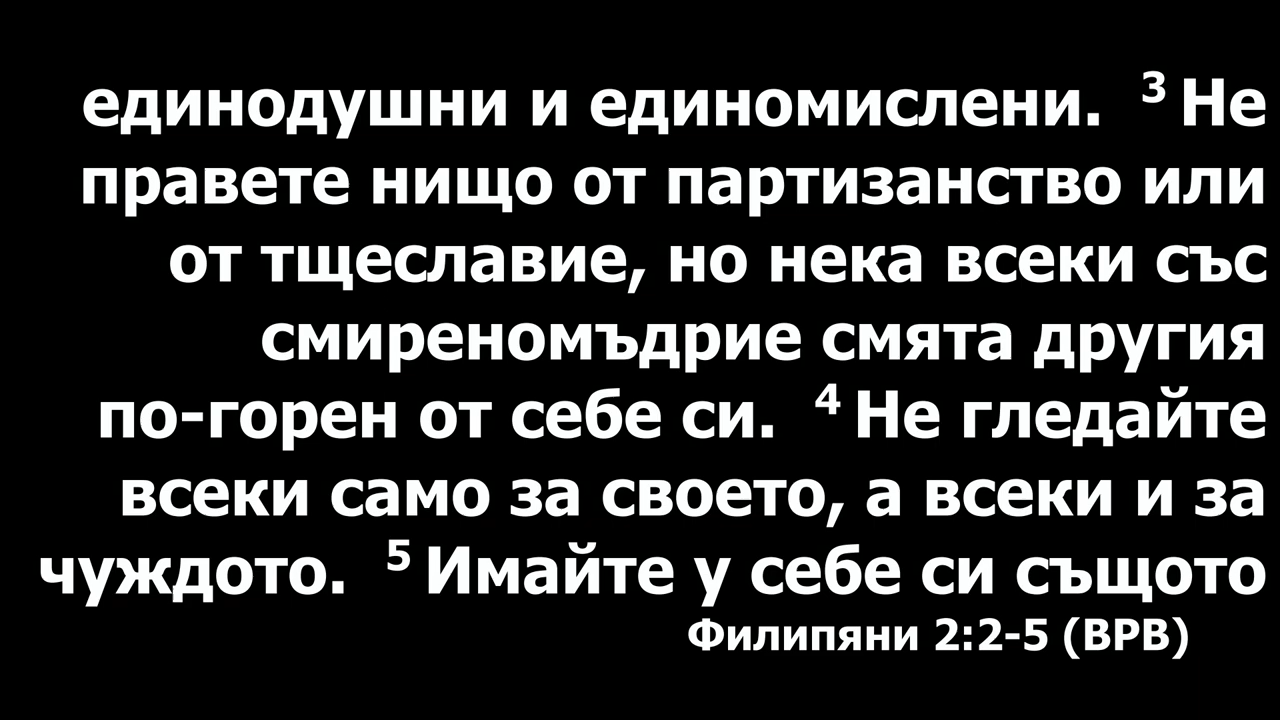 единодушни и единомислени. 3 Не
правете нищо от партизанство или
от тщеславие, но нека всеки със
смиреномъдрие смята другия
по-горен от себе си. 4 Не гледайте
всеки само за своето, а всеки и за
чуждото. 5 Имайте у себе си същото
Филипяни 2:2-5 (ВРВ)